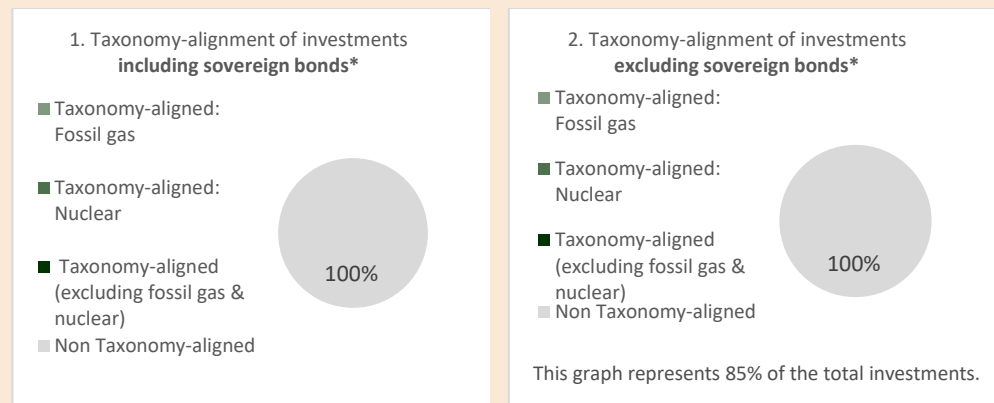 1. Taxonomy-alignment of investments
including sovereign bonds*
Taxonomy-aligned:
Fossil gas
Taxonomy-aligned:
Nuclear
Taxonomy-aligned
(excluding fossil gas &
nuclear)
Non Taxonomy-aligned
100%
2. Taxonomy-alignment of investments
excluding sovereign bonds*
Taxonomy-aligned:
Fossil gas
Taxonomy-aligned:
Nuclear
Taxonomy-aligned
(excluding fossil gas &
nuclear)
Non Taxonomy-aligned
100%
This graph represents 85% of the total investments.